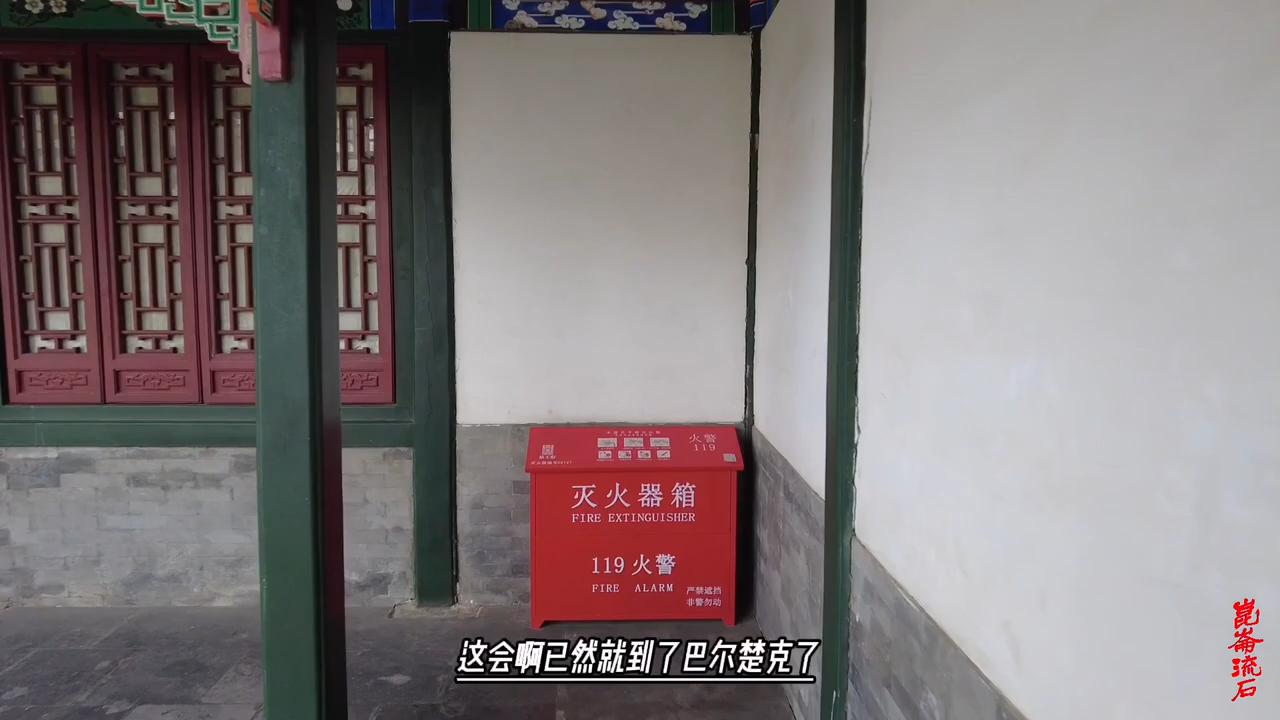 火警
119
灭火器箱
FIRE EXTINGUISHER
119 火警
FIRE ALARM
严禁遮挡
非警勿动
这会啊已然就到了巴尔楚克了
崑崙流石